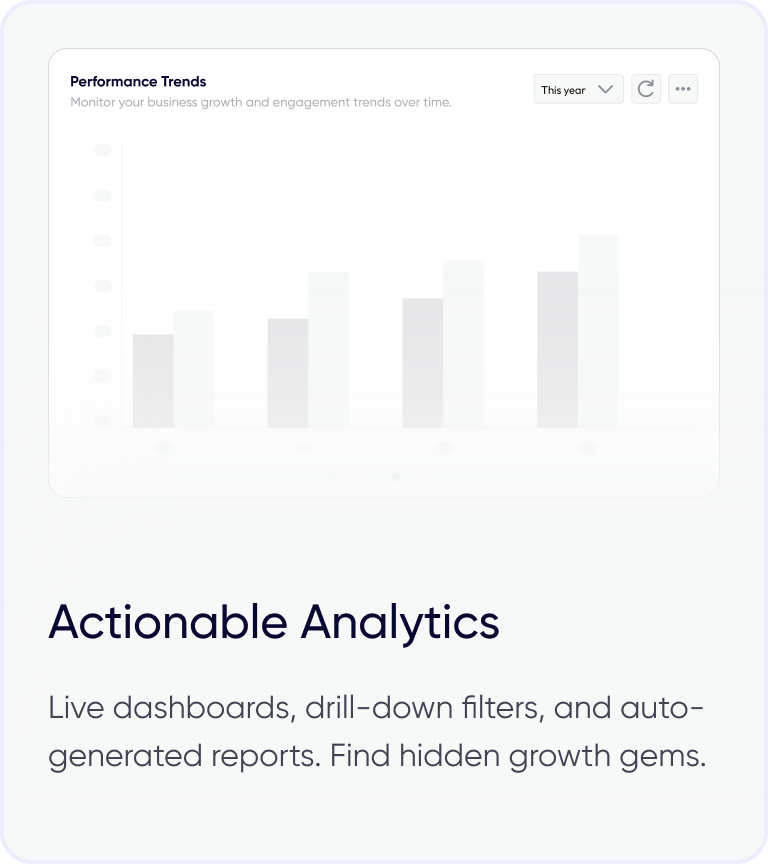 Performance Trends
Monitor your business growth and engagement trends over time.
This year
Actionable Analytics
Live dashboards, drill-down filters, and auto-
generated reports. Find hidden growth gems.